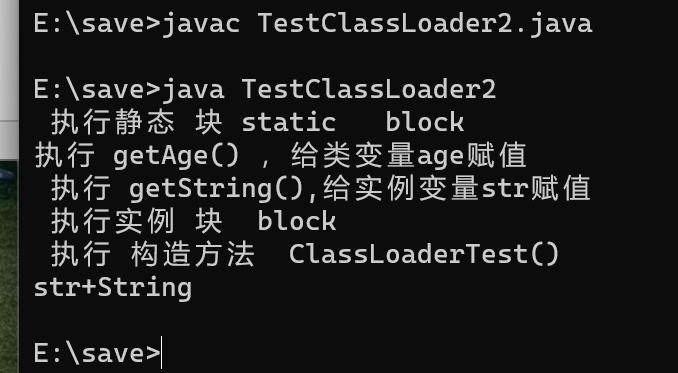 E:\save>javac TestClassLoader2.java
E:\save>java TestClassLoader2
 执行静态 块 static   block
执行 getAge() ，给类变量age赋值
 执行 getString(),给实例变量str赋值
 执行实例 块  block
 执行 构造方法  ClassLoaderTest()
str+String
E:\save>